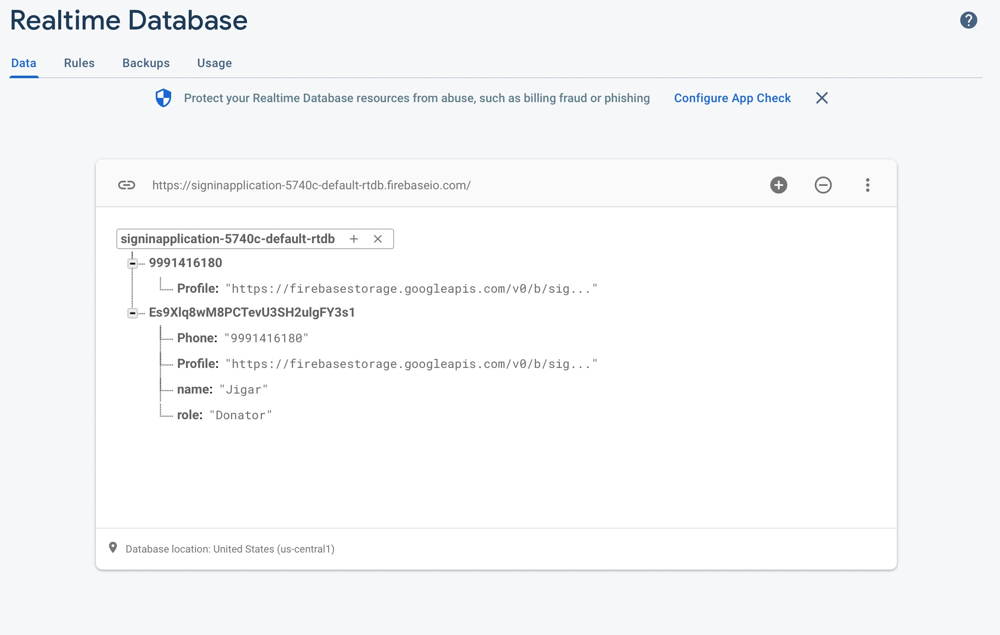 Realtime Database
Data Rules Backups Usage
Protect your Realtime Database resources from abuse, such as billing fraud or phishing Configure App Check
https://signinapplication-5740c-default-rtdb.firebaseio.com/
signinapplication-5740c-default-rtdb
9991416180
Profile: "https://firebasestorage.googleapis.com/v0/b/sig..."
Es9Xlq8wM8PCTevU3SH2ulgFY3s1
Phone: "9991416180"
Profile: "https://firebasestorage.googleapis.com/v0/b/sig..."
name: "Jigar"
role: "Donator"
Database location: United States (us-central1)